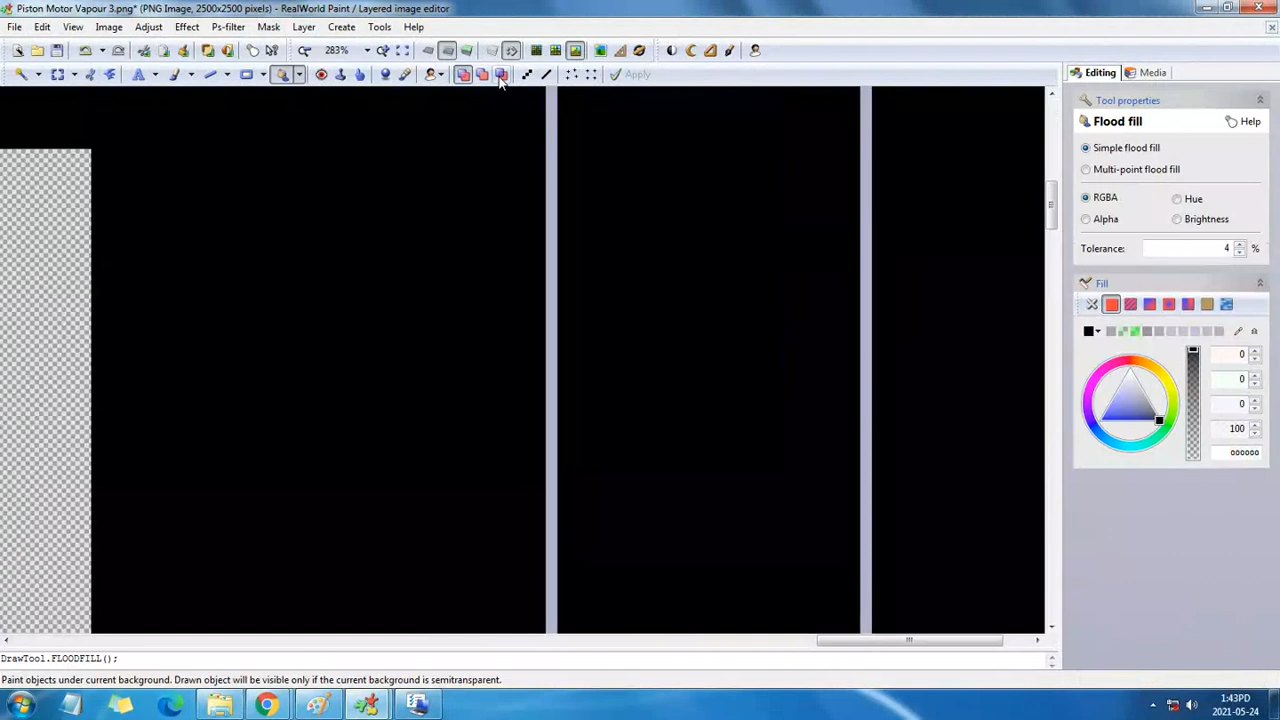 Piston Motor Vapour 3.png* (PNG Image, 2500x2500 pixels) - RealWorld Paint / Layered image editor
File Edit View Image Adjust Effect Ps-filter Mask Layer Create Tools Help
283%
Apply
Editing Media
Tool properties
Flood fill Help
Simple flood fill
Multi-point flood fill
RGBA Hue
Alpha Brightness
Tolerance: 4 %
Fill
0
0
0
100
000000
DrawTool.FLOODFILL();
Paint objects under current background. Drawn object will be visible only if the current background is semitransparent.
1:43PD
2021-05-24